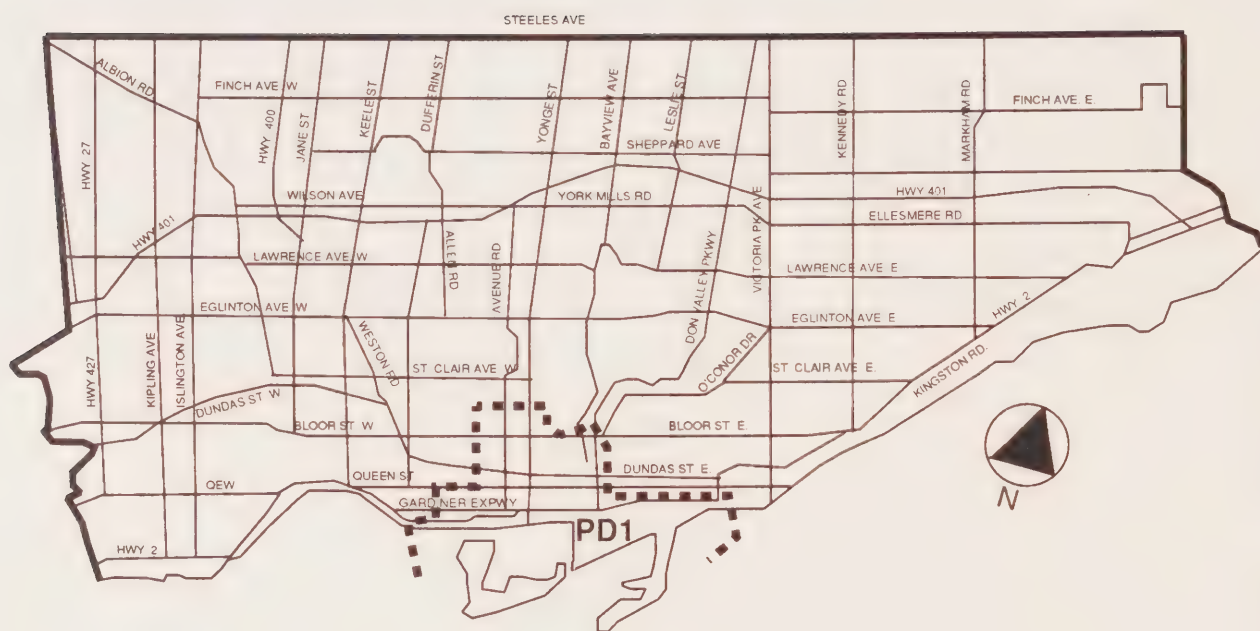 STEELES AVE
ALBION RD
FINCH AVE. W
HWY 400
JANE ST
KEELE ST
DUFFERIN ST
YONGE ST
BAYVIEW AVE
LESLIE ST
KENNEDY RD
MARKHAM RD
FINCH AVE. E.
HWY 27
SHEPPARD AVE
WILSON AVE
YORK MILLS RD
HWY 401
ELLESMERE RD
HWY 401
LAWRENCE AVE. W
ALLEN RD
AVENUE RD
DON VALLEY PKWY
VICTORIA PK AVE
LAWRENCE AVE. E
EGLINTON AVE W
EGLINTON AVE E
HWY 2
HWY 427
KIPLING AVE
ISLINGTON AVE
WESTON RD
ST CLAIR AVE W
O'CONOR DR
ST CLAIR AVE E.
KINGSTON RD.
DUNDAS ST W
BLOOR ST W
BLOOR ST E.
QUEEN ST
DUNDAS ST E.
QEW
GARDINER EXPWY
N
PD1
HWY 2